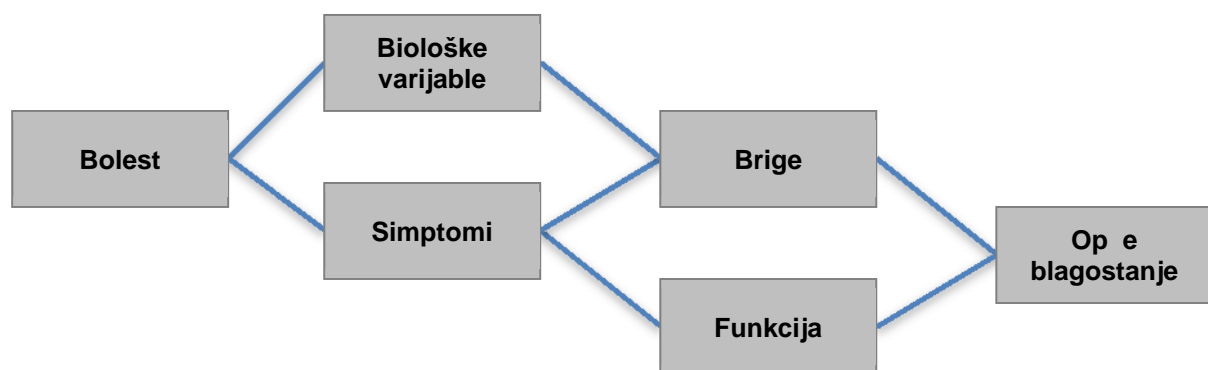 Biološke
varijable
Bolest
Brige
Simptomi
Op e
blagostanje
Funkcija